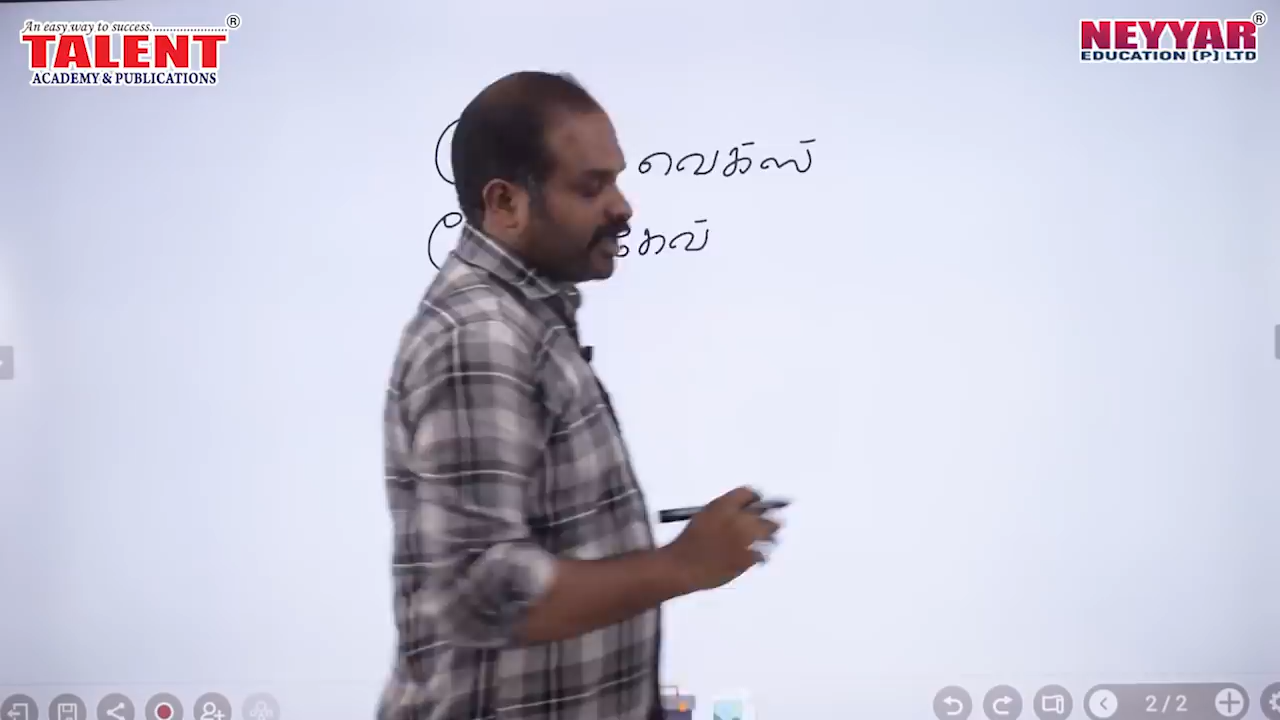 An easy way to success........................
TALENT®
ACADEMY & PUBLICATIONS
NEYYAR®
EDUCATION (P) LTD
வெக்ஸ்
கேவ்
2/2